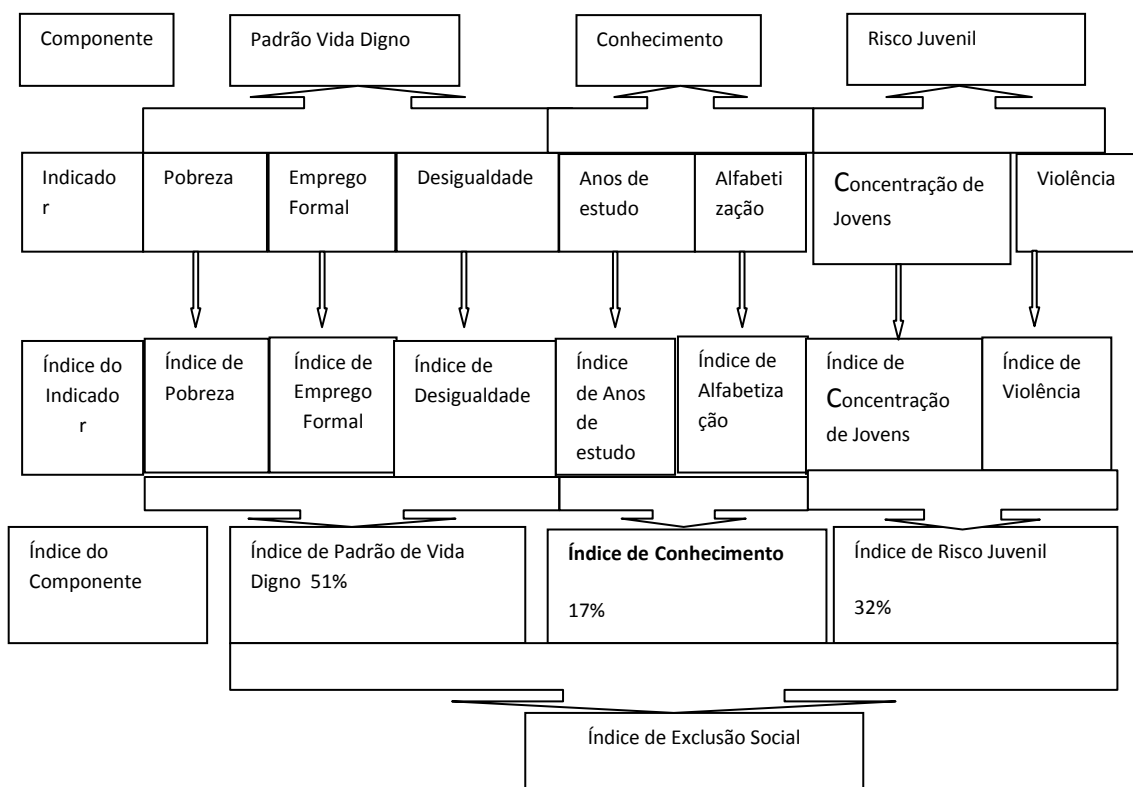 Componente
Padrão Vida Digno
Conhecimento
Risco Juvenil
Indicado
r
Pobreza
Emprego
Formal
Desigualdade
Anos de
estudo
Alfabeti
zação
Concentração de
Jovens
Violência
Índice do
Indicado
r
Índice de
Pobreza
Índice de
Emprego
Formal
Índice de
Desigualdade
Índice
de Anos
de
estudo
Índice de
Alfabetiza
ção
Índice de
Concentração
de Jovens
Índice de
Violência
Índice do
Componente
Índice de Padrão de Vida
Digno 51%
Índice de Conhecimento
17%
Índice de Risco Juvenil
32%
Índice de Exclusão Social